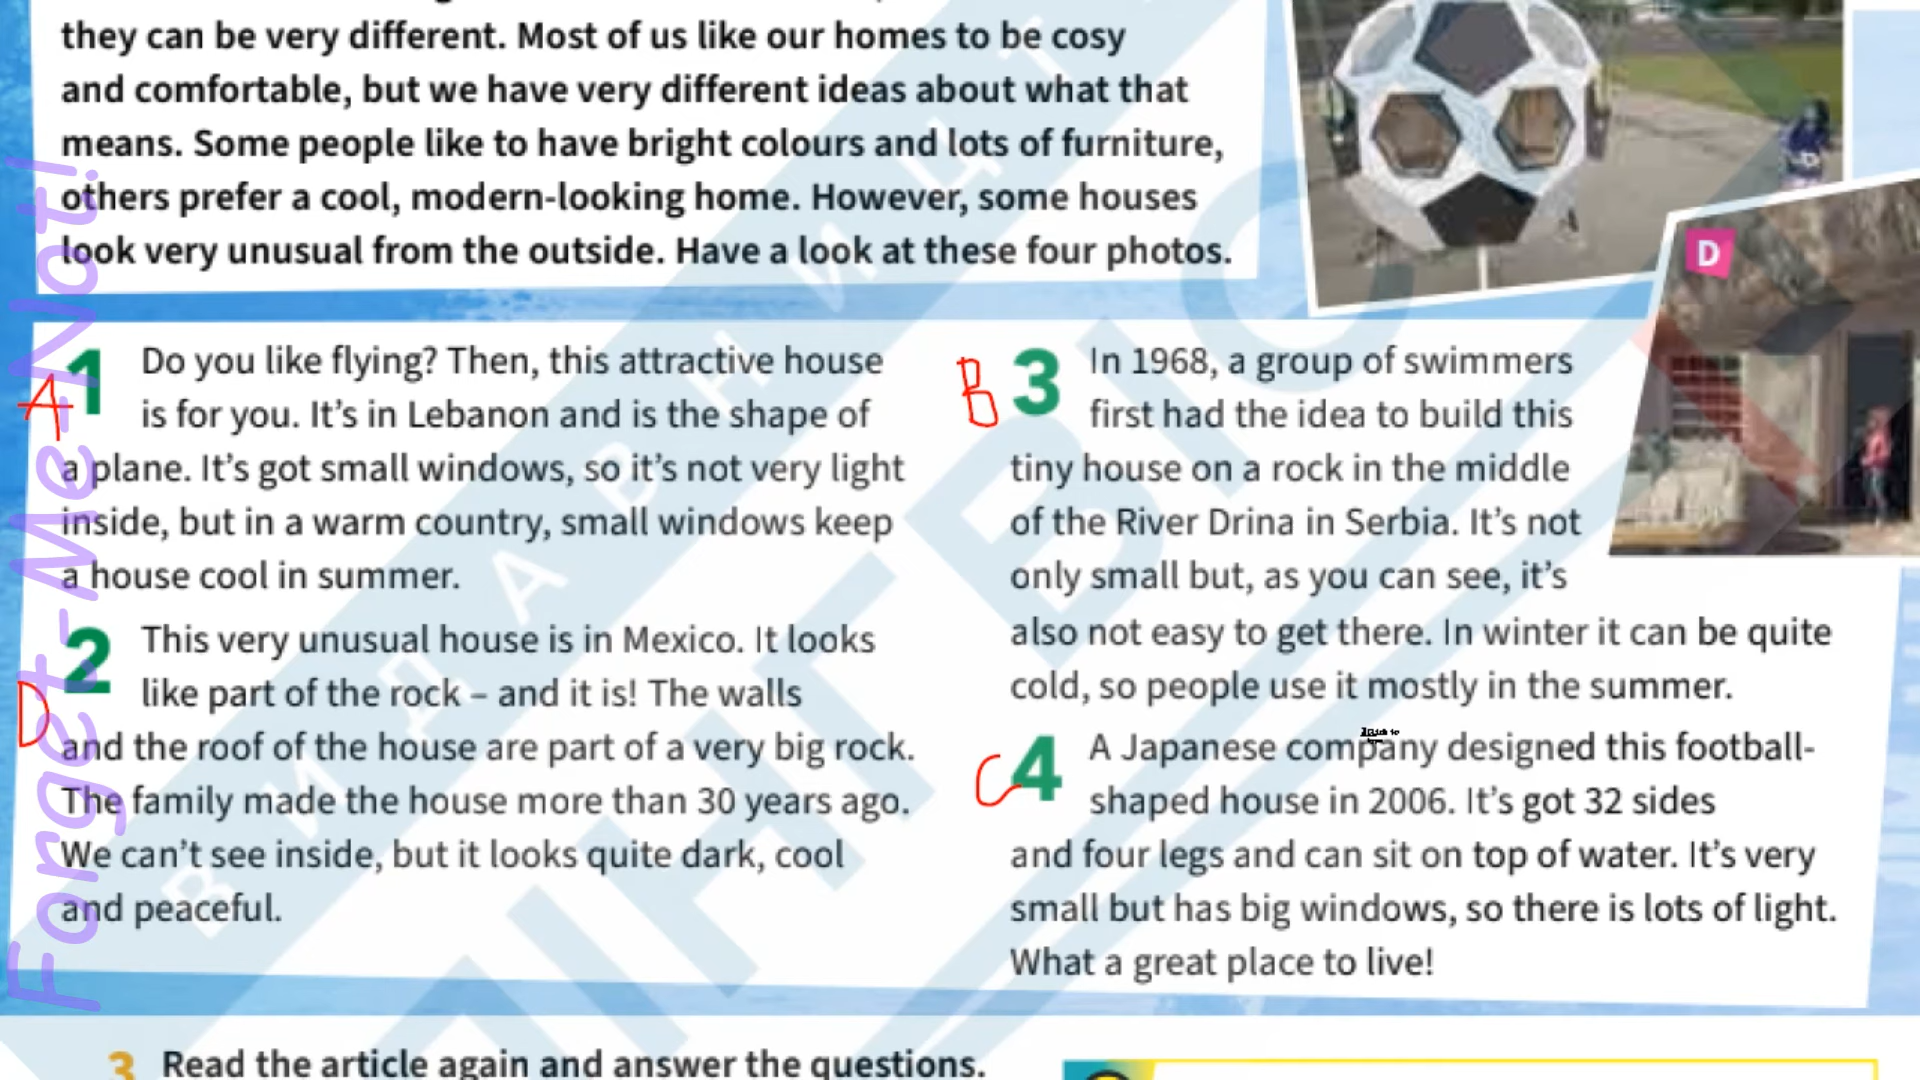 they can be very different. Most of us like our homes to be cosy
and comfortable, but we have very different ideas about what that
means. Some people like to have bright colours and lots of furniture,
others prefer a cool, modern-looking home. However, some houses
look very unusual from the outside. Have a look at these four photos.
D
Forget-Me-Not!
A
1 Do you like flying? Then, this attractive house
is for you. It's in Lebanon and is the shape of
a plane. It's got small windows, so it's not very light
inside, but in a warm country, small windows keep
a house cool in summer.
D
2 This very unusual house is in Mexico. It looks
like part of the rock – and it is! The walls
and the roof of the house are part of a very big rock.
The family made the house more than 30 years ago.
We can't see inside, but it looks quite dark, cool
and peaceful.
B
3 In 1968, a group of swimmers
first had the idea to build this
tiny house on a rock in the middle
of the River Drina in Serbia. It's not
only small but, as you can see, it's
also not easy to get there. In winter it can be quite
cold, so people use it mostly in the summer.
C
4 A Japanese company designed this football-
shaped house in 2006. It's got 32 sides
and four legs and can sit on top of water. It's very
small but has big windows, so there is lots of light.
What a great place to live!
3 Read the article again and answer the questions.